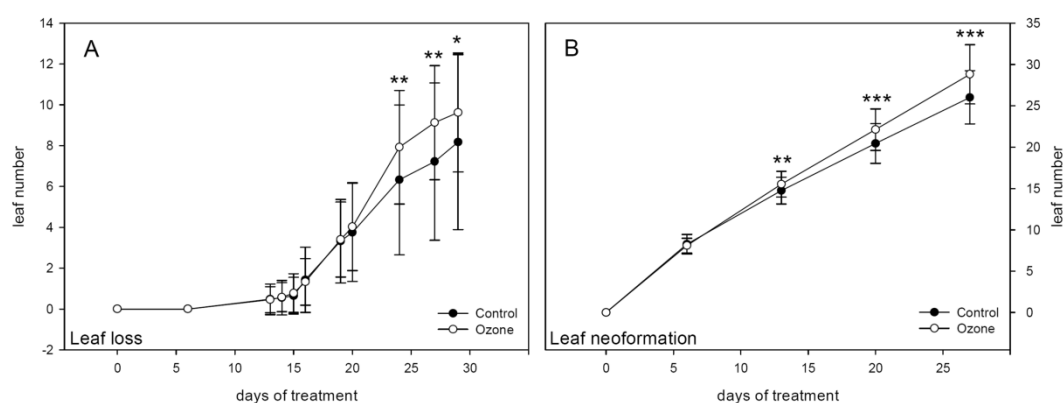 A
14
12
10
8
6
4
2
0
-2
leaf number
**
**
*
Control
Ozone
Leaf loss
0 5 10 15 20 25 30
days of treatment
B
**
***
***
Control
Ozone
Leaf neoformation
35
30
25
20
15
10
5
0
leaf number
0 5 10 15 20 25
days of treatment